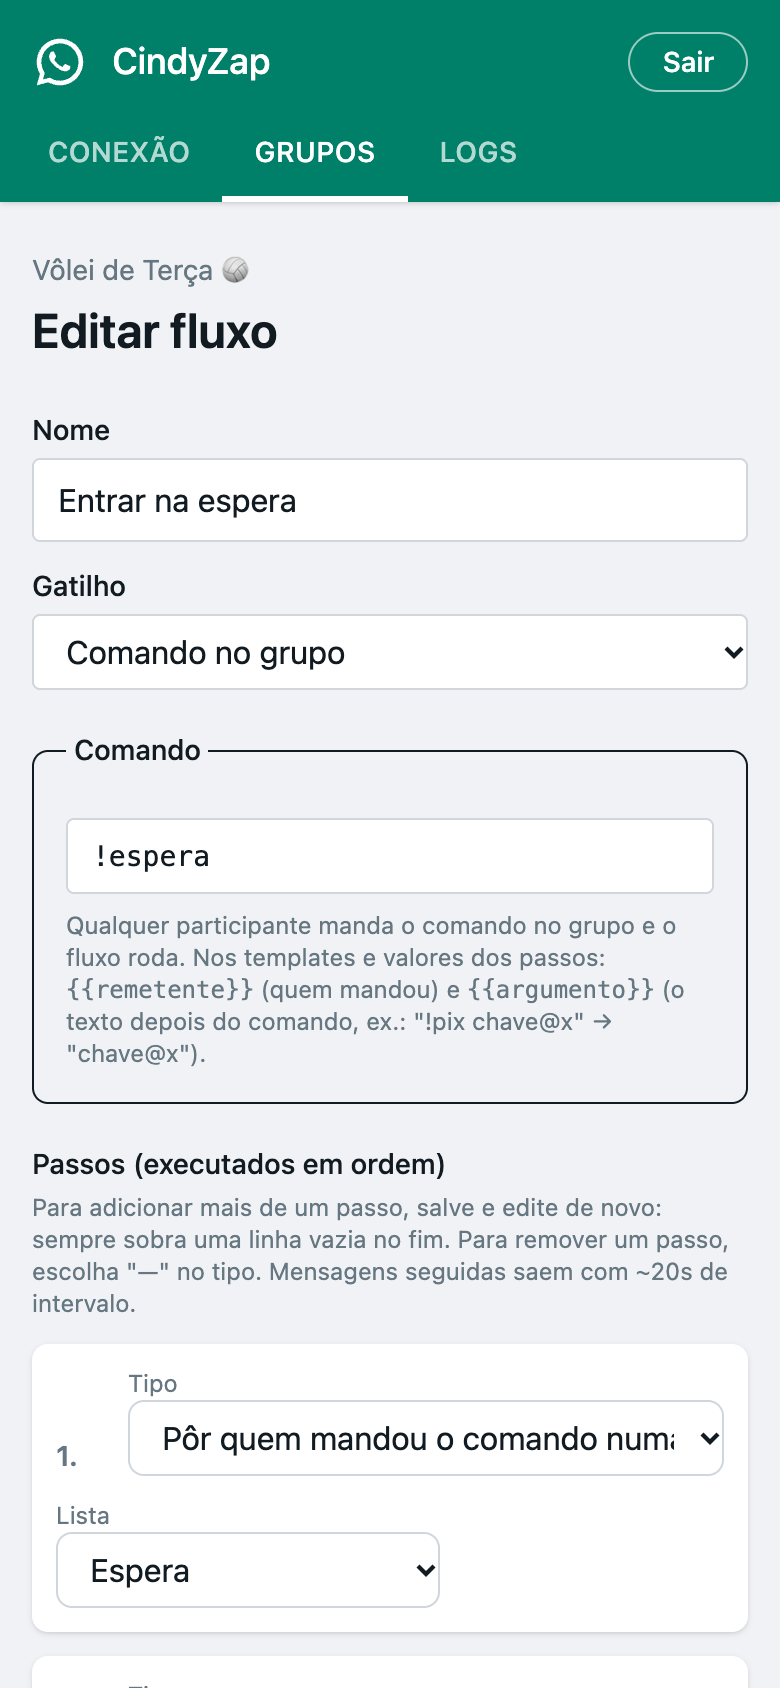 CindyZap
Sair
CONEXÃO
GRUPOS
LOGS
Vôlei de Terça 🏐
Editar fluxo
Nome
Entrar na espera
Gatilho
Comando no grupo
Comando
!espera
Qualquer participante manda o comando no grupo e o
fluxo roda. Nos templates e valores dos passos:
{{remetente}} (quem mandou) e {{argumento}} (o
texto depois do comando, ex.: "!pix chave@x" →
"chave@x").
Passos (executados em ordem)
Para adicionar mais de um passo, salve e edite de novo:
sempre sobra uma linha vazia no fim. Para remover um passo,
escolha "—" no tipo. Mensagens seguidas saem com ~20s de
intervalo.
Tipo
1.
Pôr quem mandou o comando numa
Lista
Espera